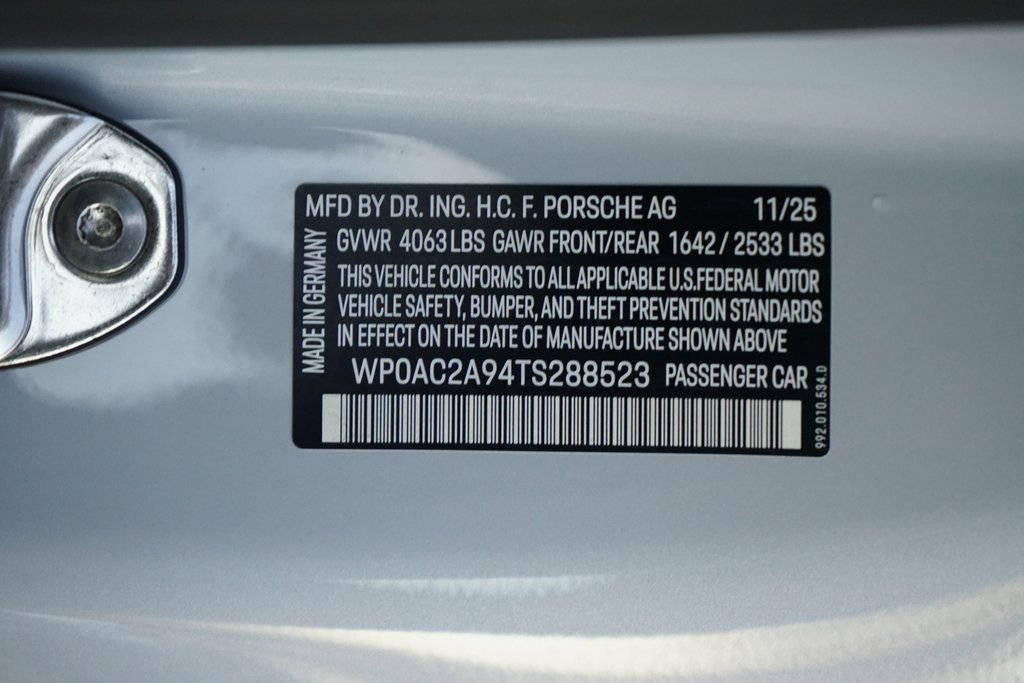 MFD BY DR. ING. H.C. F. PORSCHE AG 11/25
GVWR 4063 LBS GAWR FRONT/REAR 1642 / 2533 LBS
THIS VEHICLE CONFORMS TO ALL APPLICABLE U.S.FEDERAL MOTOR
VEHICLE SAFETY, BUMPER, AND THEFT PREVENTION STANDARDS
IN EFFECT ON THE DATE OF MANUFACTURE SHOWN ABOVE
WP0AC2A94TS288523 PASSENGER CAR
MADE IN GERMANY
992.010.534.D